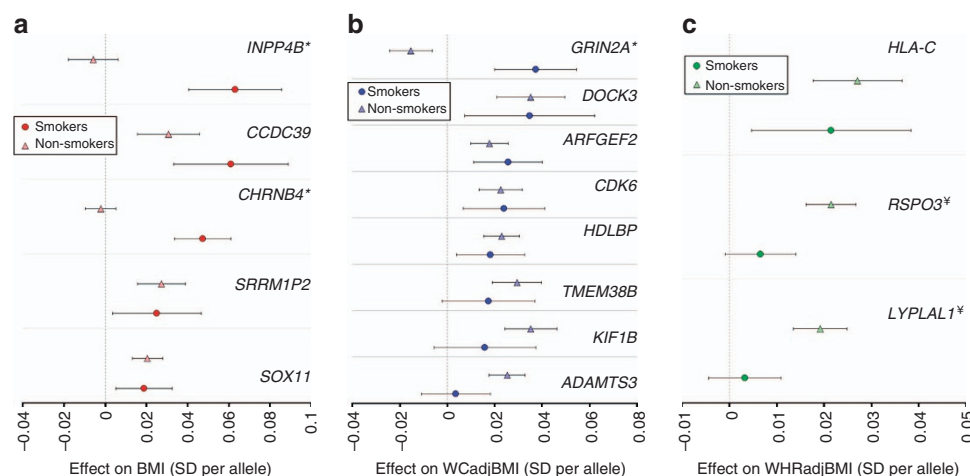 a
INPP4B*
Smokers
Non-smokers
CCDC39
CHRNB4*
SRRM1P2
SOX11
−0.04
−0.02
0
0.02
0.04
0.06
0.08
0.1
Effect on BMI (SD per allele)
b
GRIN2A*
Smokers
Non-smokers
DOCK3
ARFGEF2
CDK6
HDLBP
TMEM38B
KIF1B
ADAMTS3
−0.04
−0.02
0
0.02
0.04
0.06
0.08
Effect on WCadjBMI (SD per allele)
c
HLA-C
Smokers
Non-smokers
RSPO3¥
LYPLAL1¥
−0.01
0
0.01
0.02
0.03
0.04
0.05
Effect on WHRadjBMI (SD per allele)